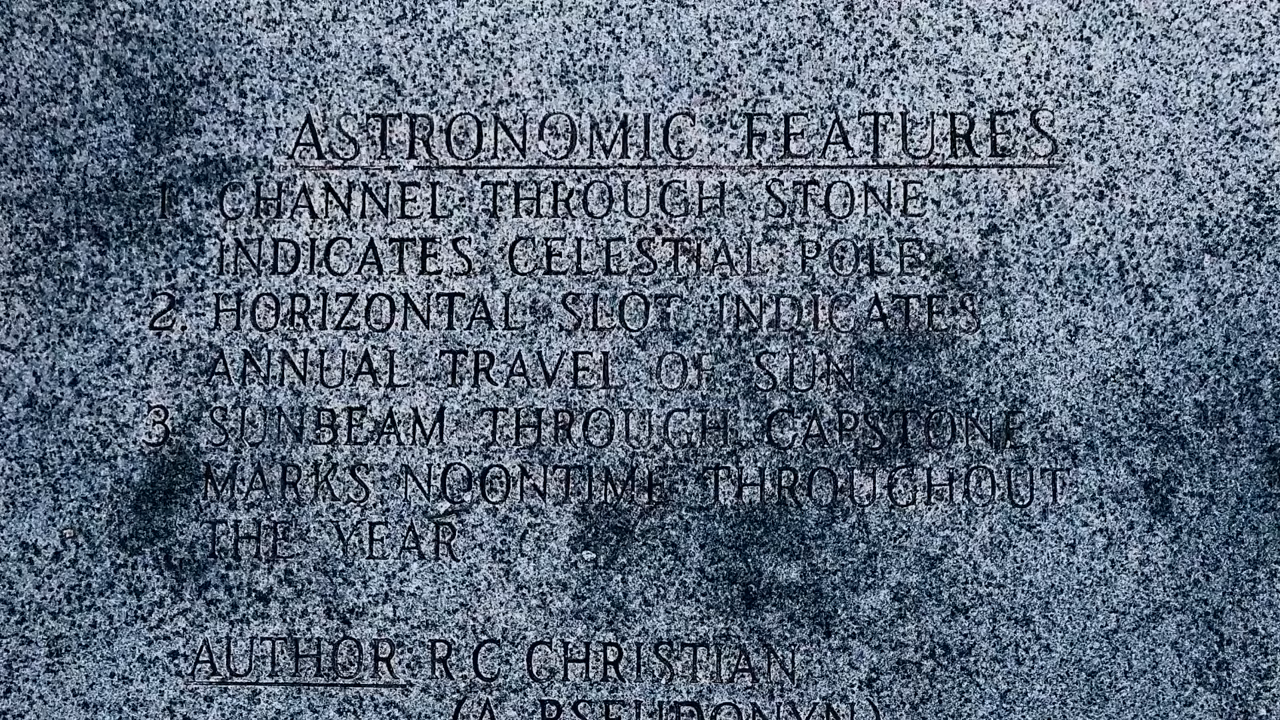 ASTRONOMIC FEATURES
1. CHANNEL THROUGH STONE
INDICATES CELESTIAL POLE
2. HORIZONTAL SLOT INDICATES
ANNUAL TRAVEL OF SUN
3. SUNBEAM THROUGH CAPSTONE
MARKS NOONTIME THROUGHOUT
THE YEAR
AUTHOR R C CHRISTIAN
(A PSEUDONYN)